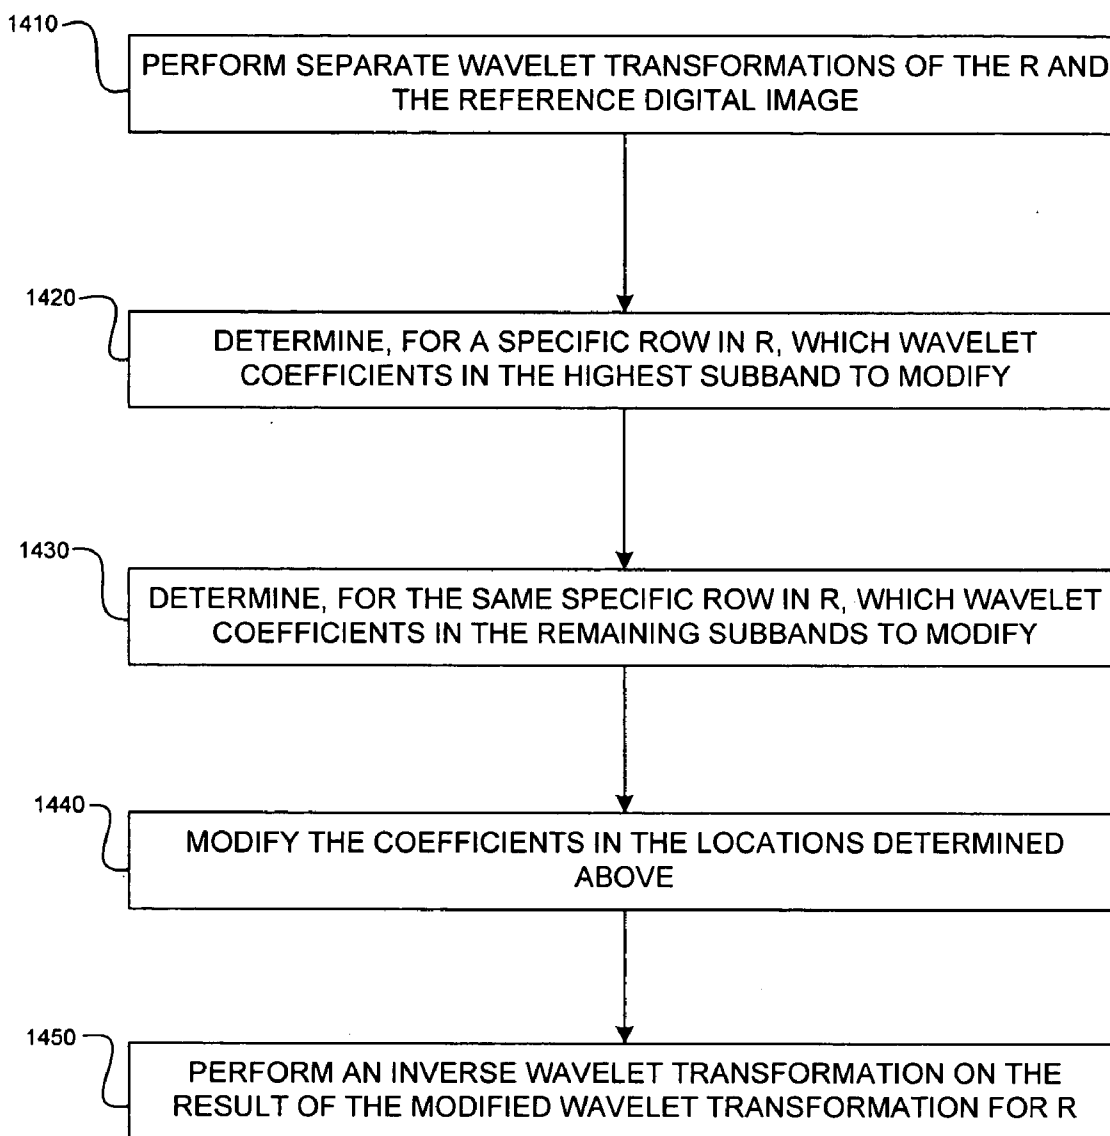 1410
PERFORM SEPARATE WAVELET TRANSFORMATIONS OF THE R AND
THE REFERENCE DIGITAL IMAGE
1420
DETERMINE, FOR A SPECIFIC ROW IN R, WHICH WAVELET
COEFFICIENTS IN THE HIGHEST SUBBAND TO MODIFY
1430
DETERMINE, FOR THE SAME SPECIFIC ROW IN R, WHICH WAVELET
COEFFICIENTS IN THE REMAINING SUBBANDS TO MODIFY
1440
MODIFY THE COEFFICIENTS IN THE LOCATIONS DETERMINED
ABOVE
1450
PERFORM AN INVERSE WAVELET TRANSFORMATION ON THE
RESULT OF THE MODIFIED WAVELET TRANSFORMATION FOR R